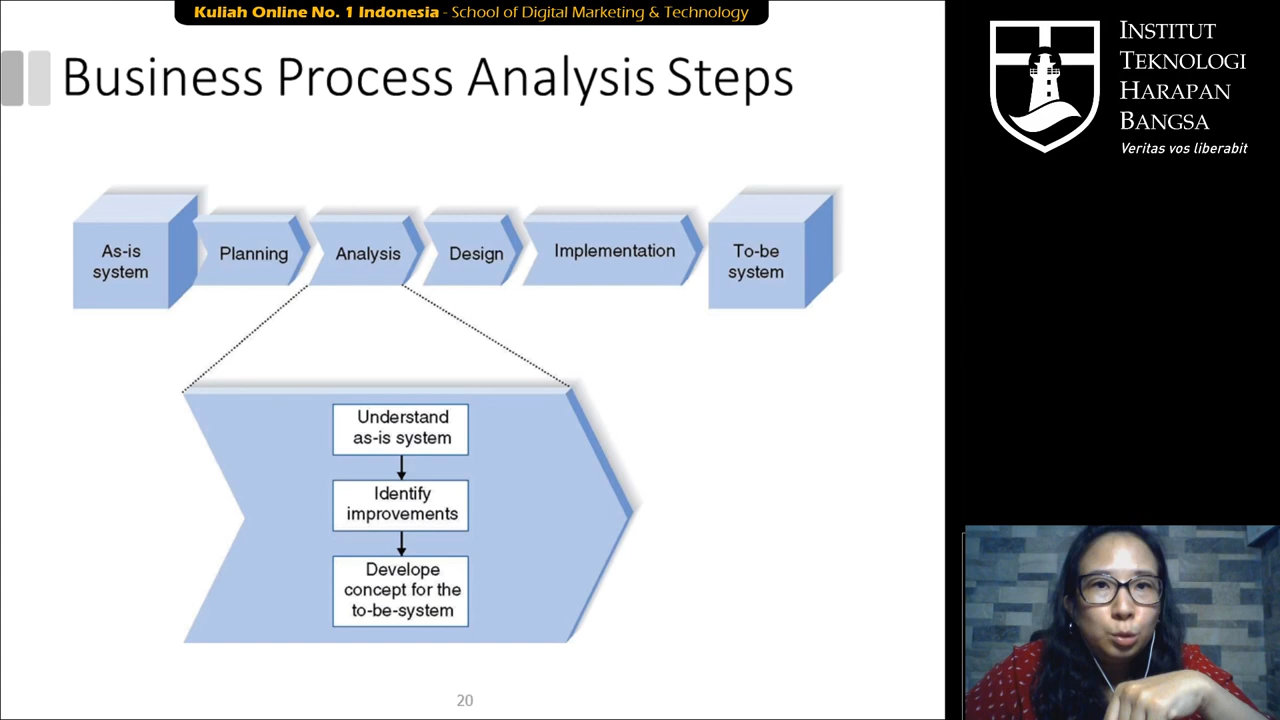 Kuliah Online No. 1 Indonesia - School of Digital Marketing & Technology
Business Process Analysis Steps
INSTITUT
TEKNOLOGI
HARAPAN
BANGSA
Veritas vos liberabit
As-is
system
Planning
Analysis
Design
Implementation
To-be
system
Understand
as-is system
Identify
improvements
Develope
concept for the
to-be-system
20